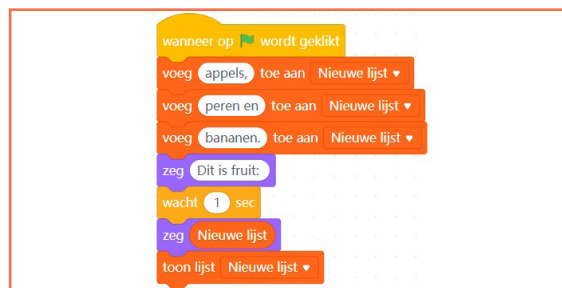 wanneer op wordt geklikt
voeg appels, toe aan Nieuwe lijst
voeg peren en toe aan Nieuwe lijst
voeg bananen. toe aan Nieuwe lijst
zeg Dit is fruit:
wacht 1 sec
zeg Nieuwe lijst
toon lijst Nieuwe lijst